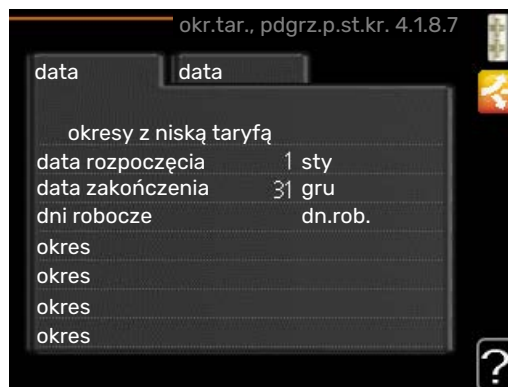 okr.tar., pdgrz.p.st.kr. 4.1.8.7
data data
okresy z niską taryfą
data rozpoczęcia 1 sty
data zakończenia 31 gru
dni robocze dn.rob.
okres
okres
okres
okres
?